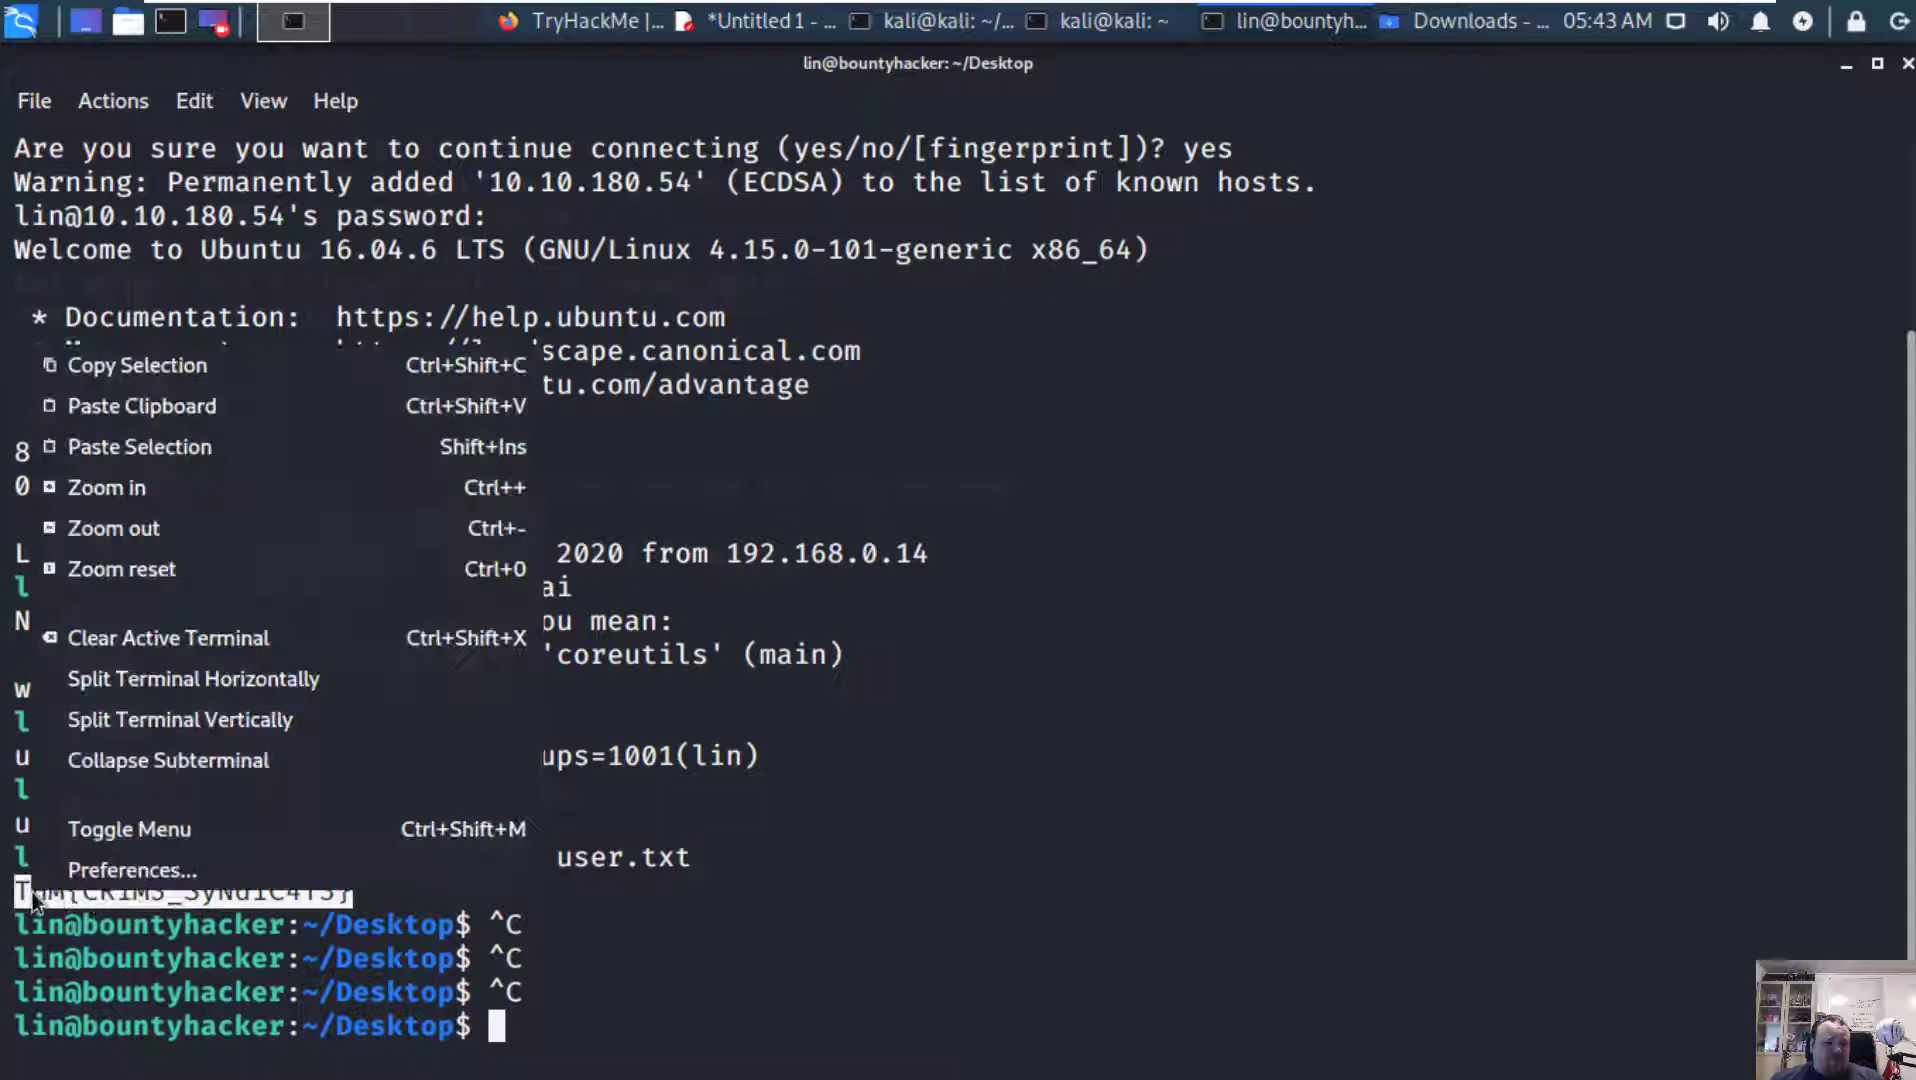 TryHackMe |... *Untitled 1 - ... kali@kali: ~/... kali@kali: ~ lin@bountyh... Downloads - ... 05:43 AM
lin@bountyhacker: ~/Desktop
File Actions Edit View Help
Are you sure you want to continue connecting (yes/no/[fingerprint])? yes
Warning: Permanently added '10.10.180.54' (ECDSA) to the list of known hosts.
lin@10.10.180.54's password:
Welcome to Ubuntu 16.04.6 LTS (GNU/Linux 4.15.0-101-generic x86_64)
* Documentation: https://help.ubuntu.com
scape.canonical.com
Copy Selection Ctrl+Shift+C
tu.com/advantage
Paste Clipboard Ctrl+Shift+V
8 Paste Selection Shift+Ins
0 Zoom in Ctrl++
Zoom out Ctrl+-
L 2020 from 192.168.0.14
Zoom reset Ctrl+0
l ai
N ou mean:
Clear Active Terminal Ctrl+Shift+X
'coreutils' (main)
Split Terminal Horizontally
w
Split Terminal Vertically
l
u ups=1001(lin)
Collapse Subterminal
l
u
Toggle Menu Ctrl+Shift+M
l user.txt
Preferences...
lin@bountyhacker:~/Desktop$ ^C
lin@bountyhacker:~/Desktop$ ^C
lin@bountyhacker:~/Desktop$ ^C
lin@bountyhacker:~/Desktop$